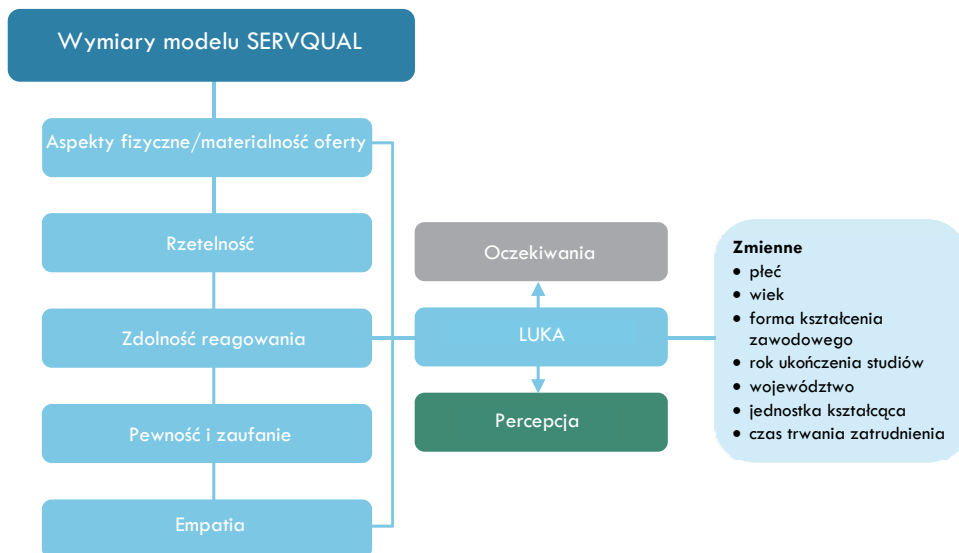 Wymiary modelu SERVQUAL
Aspekty fizyczne/materialność oferty
Rzetelność
Zdolność reagowania
Pewność i zaufanie
Empatia
Oczekiwania
LUKA
Percepcja
Zmienne
• płeć
• wiek
• forma kształcenia
zawodowego
• rok ukończenia studiów
• województwo
• jednostka kształcąca
• czas trwania zatrudnienia